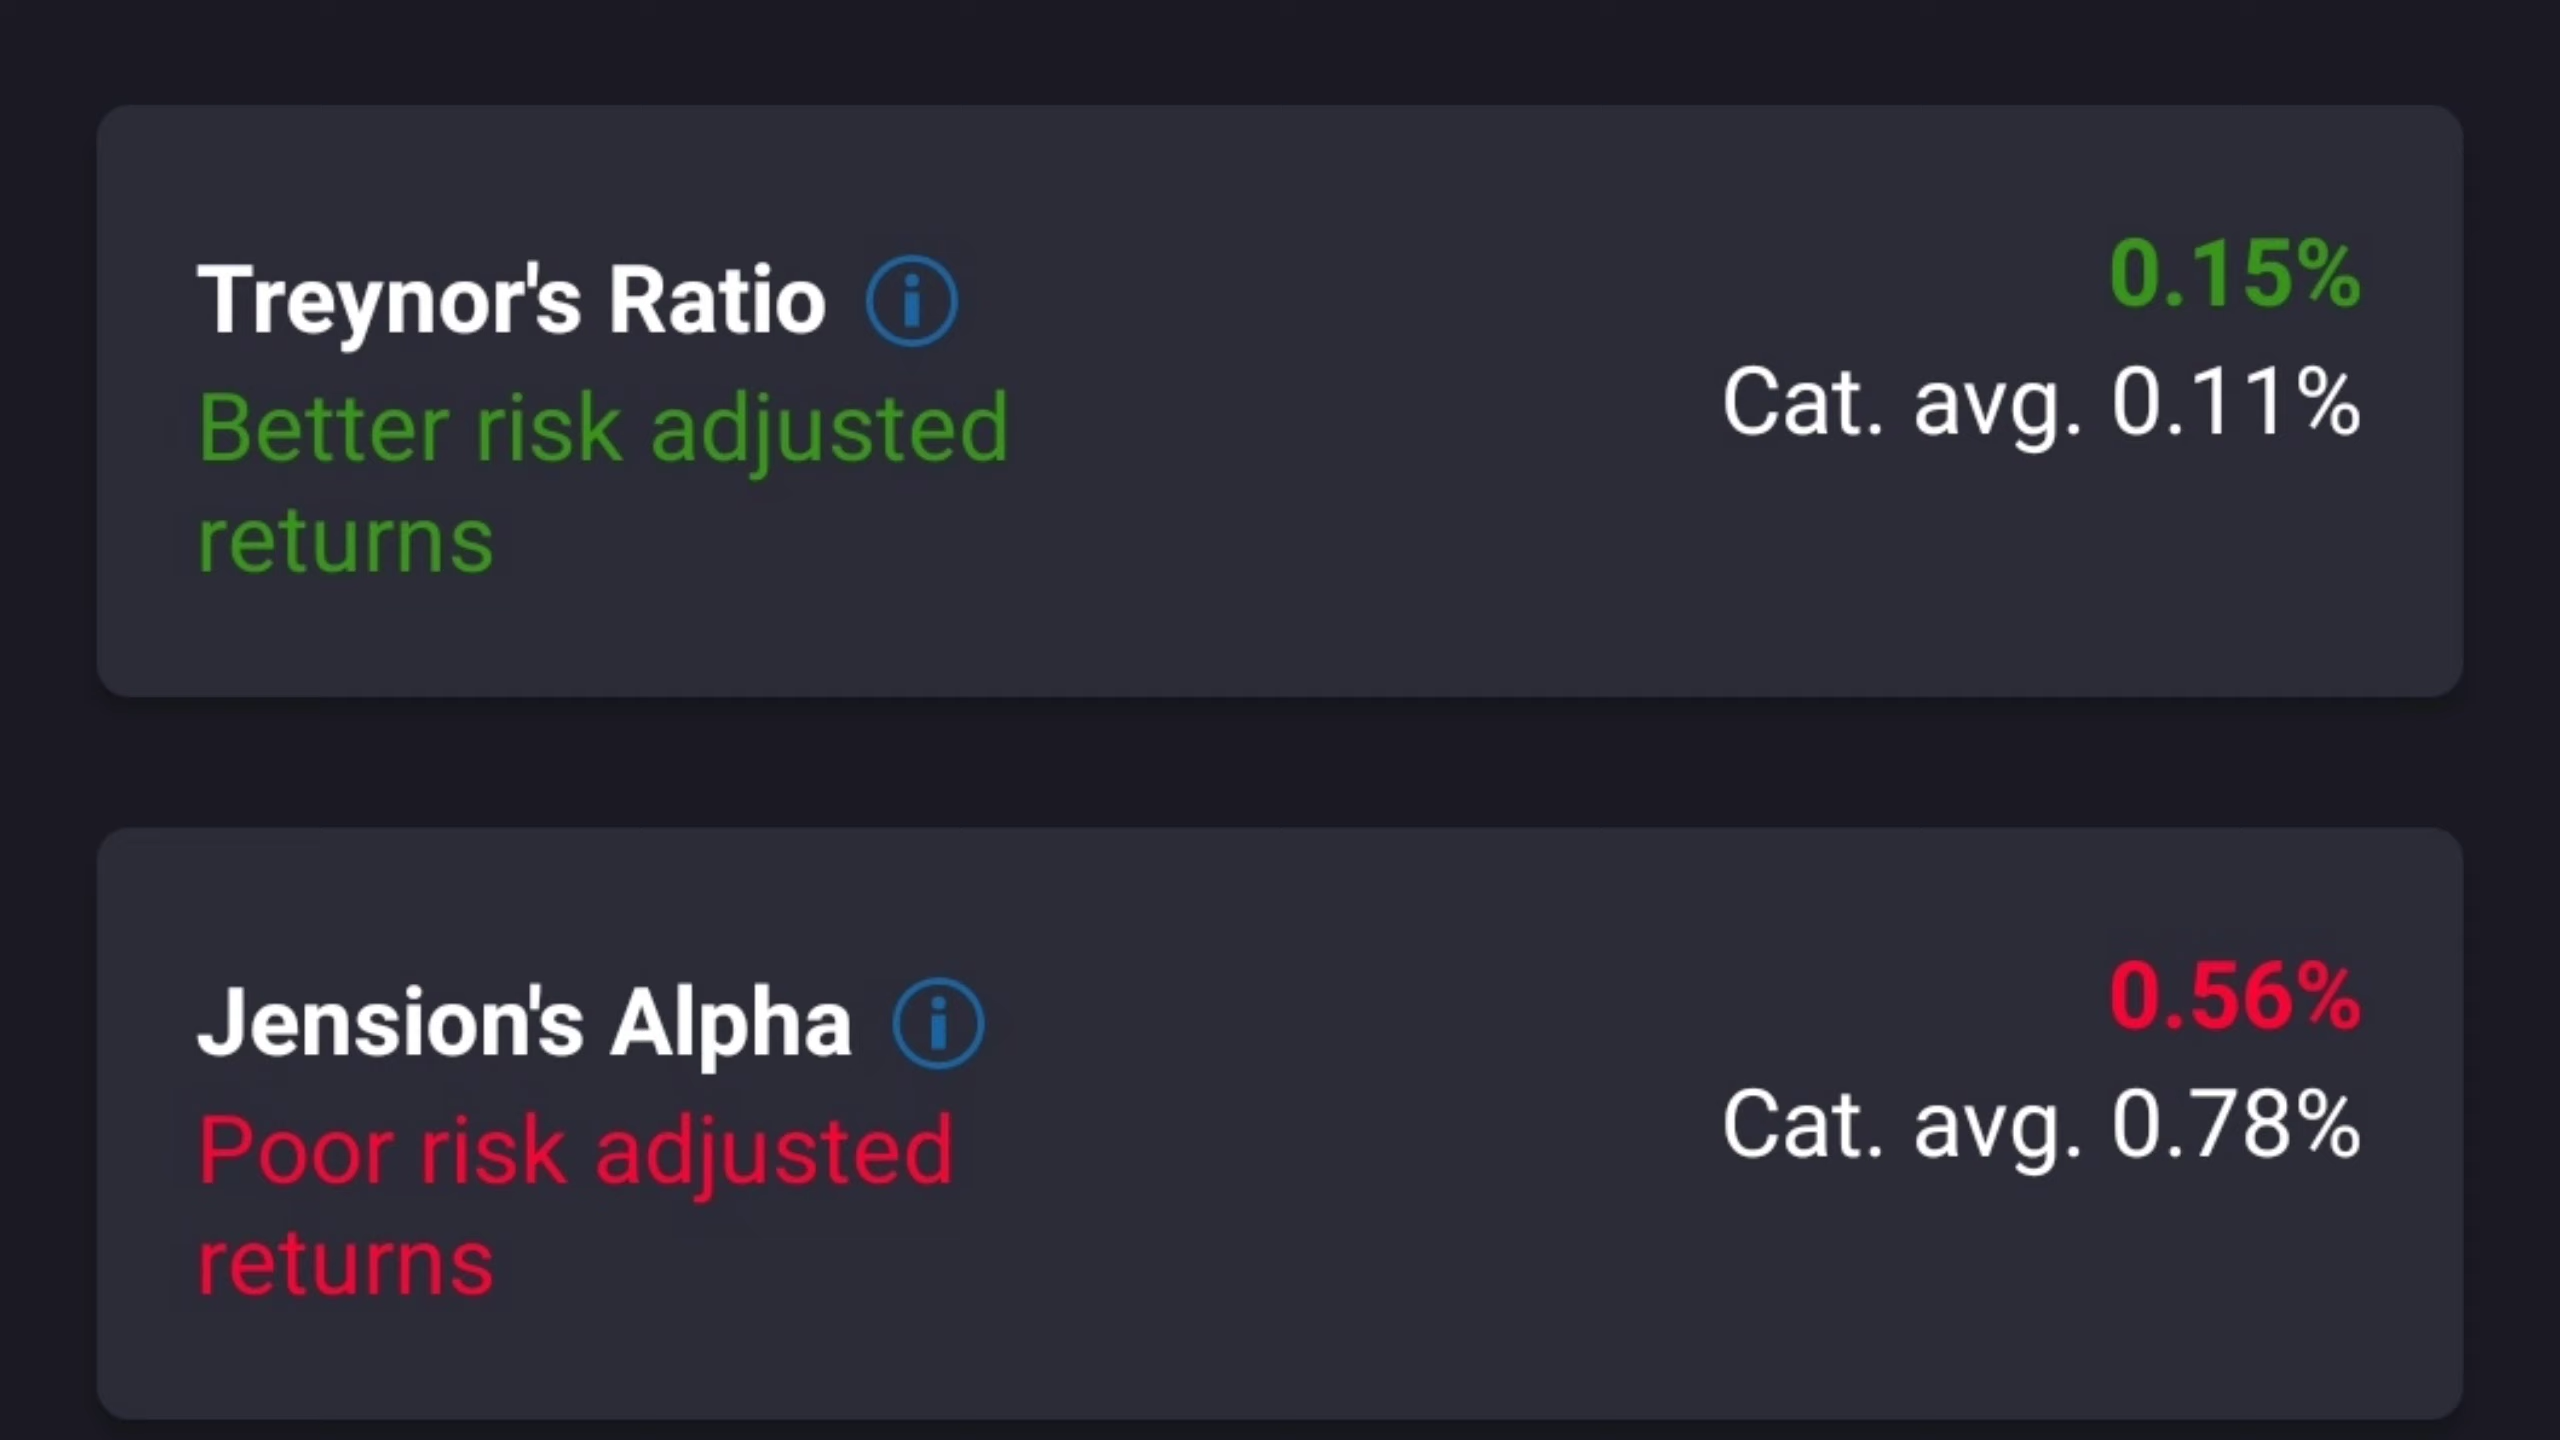 Treynor's Ratio
0.15%
Better risk adjusted
returns
Cat. avg. 0.11%
Jension's Alpha
0.56%
Poor risk adjusted
returns
Cat. avg. 0.78%